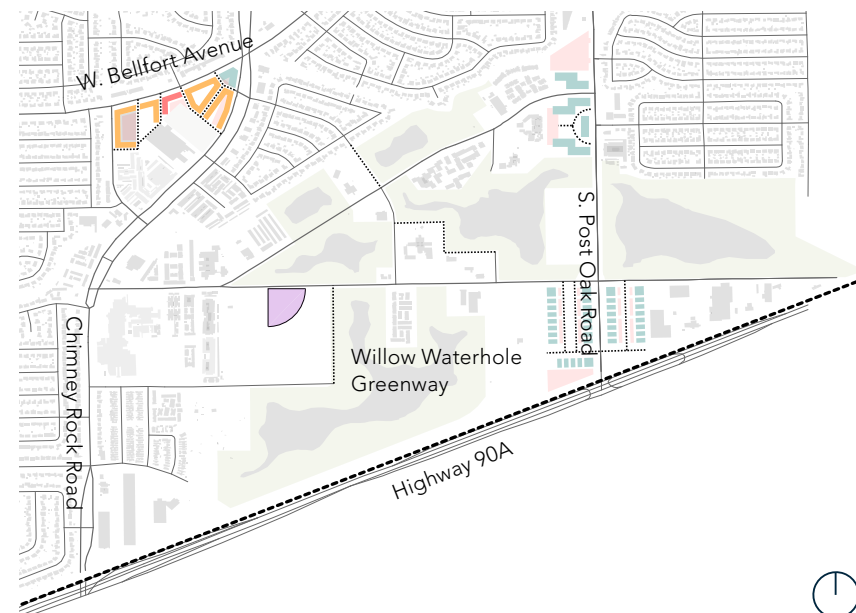 W. Bellfort Avenue
S. Post Oak Road
Chimney Rock Road
Willow Waterhole
Greenway
Highway 90A